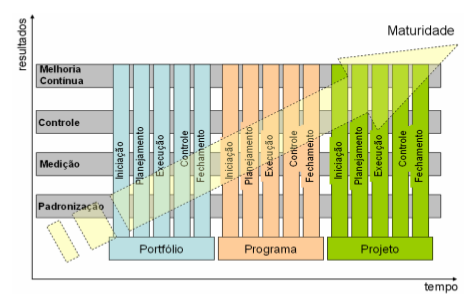 resultados
Maturidade
Melhoria
Contínua
Controle
Medição
Padronização
Iniciação
Planejamento
Execução
Controle
Fechamento
Iniciação
Planejamento
Execução
Controle
Fechamento
Iniciação
Planejamento
Execução
Controle
Fechamento
Portfólio
Programa
Projeto
tempo